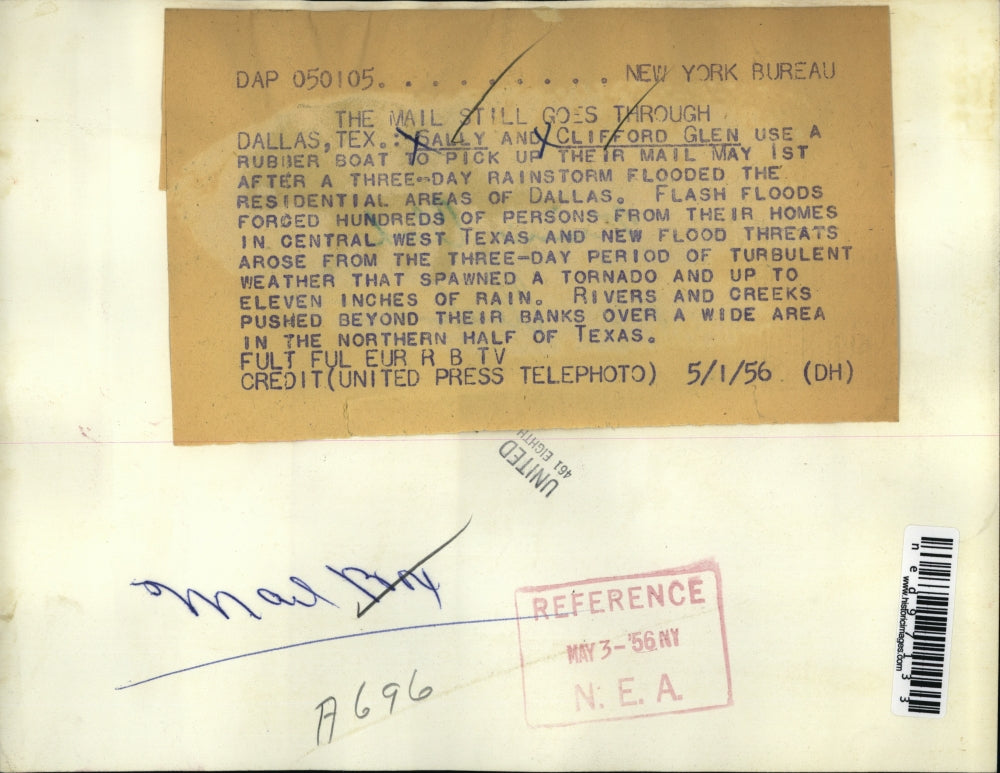 DAP 050105. . . . . . . . . . NEW YORK BUREAU
THE MAIL STILL GOES THROUGH
DALLAS, TEX.: SALLY AND CLIFFORD GLEN USE A
RUBBER BOAT TO PICK UP THEIR MAIL MAY 1ST
AFTER A THREE-DAY RAINSTORM FLOODED THE
RESIDENTIAL AREAS OF DALLAS. FLASH FLOODS
FORCED HUNDREDS OF PERSONS FROM THEIR HOMES
IN CENTRAL WEST TEXAS AND NEW FLOOD THREATS
AROSE FROM THE THREE-DAY PERIOD OF TURBULENT
WEATHER THAT SPAWNED A TORNADO AND UP TO
ELEVEN INCHES OF RAIN. RIVERS AND CREEKS
PUSHED BEYOND THEIR BANKS OVER A WIDE AREA
IN THE NORTHERN HALF OF TEXAS.
FULT FUL EUR R B TV
CREDIT (UNITED PRESS TELEPHOTO) 5/1/56 (DH)
UNITED
461 EIGHTH
Mail Box
A696
REFERENCE
MAY 3-'56 NY
N. E. A.
www.historicimages.com
ned97133